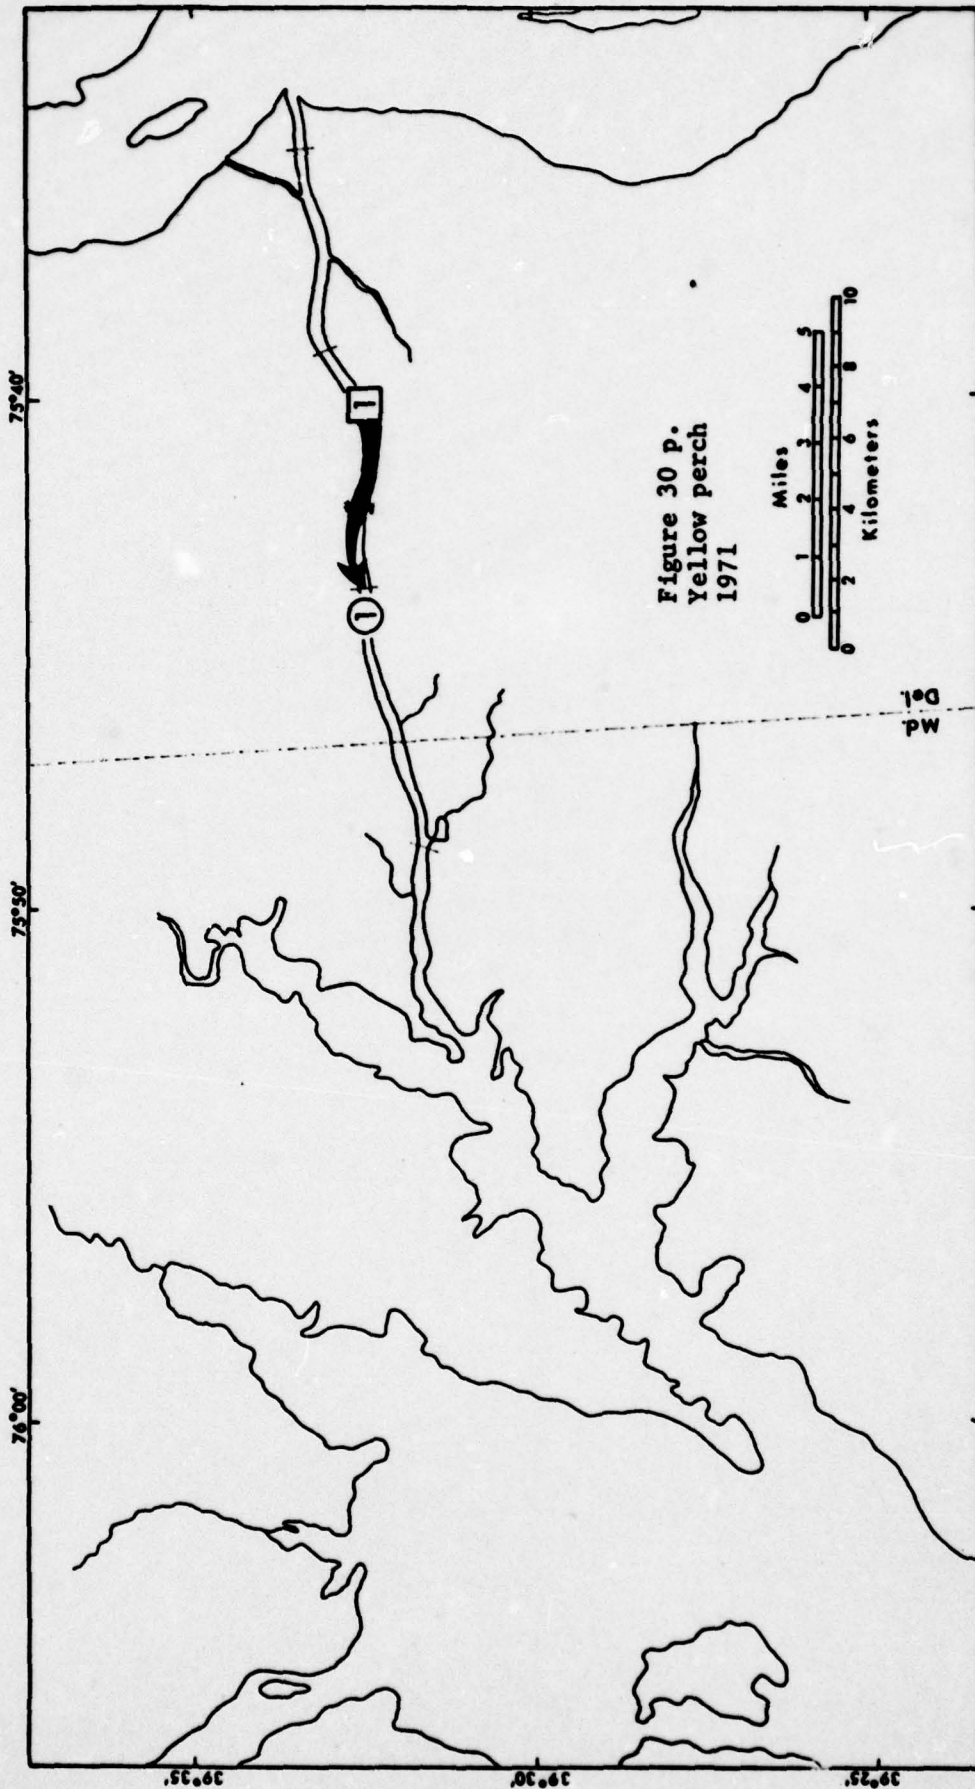 75°40'
75°50'
76°00'
39°35'
39°30'
39°25'
1
1
Figure 30 p.
Yellow perch
1971
Miles
0 1 2 3 4 5
0 2 4 6 8 10
Kilometers
Md.
Del.